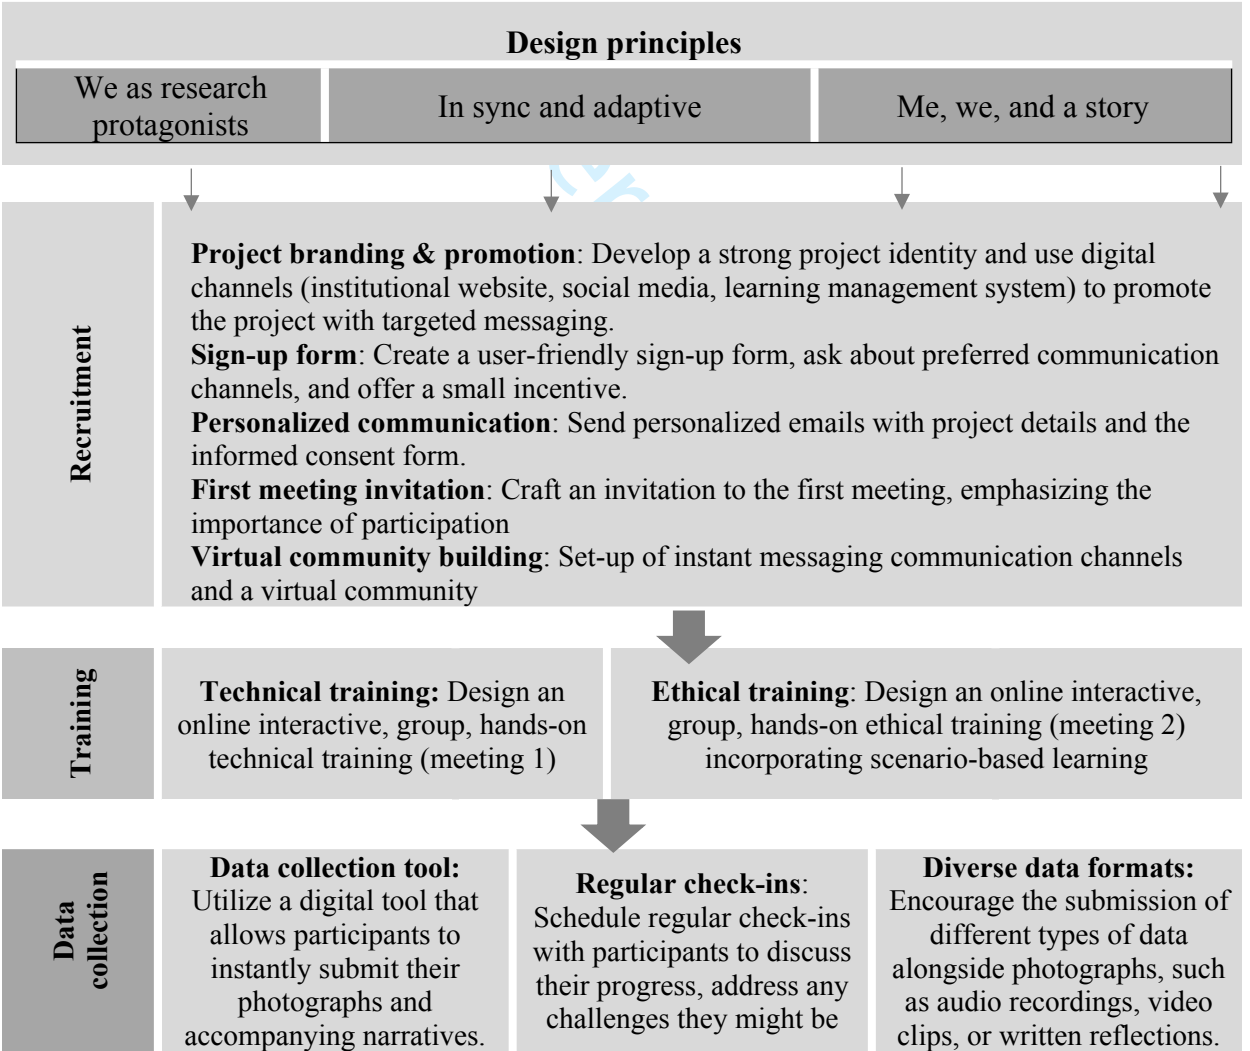 Design principles
We as research
protagonists
In sync and adaptive
Me, we, and a story
Recruitment
Project branding & promotion: Develop a strong project identity and use digital
channels (institutional website, social media, learning management system) to promote
the project with targeted messaging.
Sign-up form: Create a user-friendly sign-up form, ask about preferred communication
channels, and offer a small incentive.
Personalized communication: Send personalized emails with project details and the
informed consent form.
First meeting invitation: Craft an invitation to the first meeting, emphasizing the
importance of participation
Virtual community building: Set-up of instant messaging communication channels
and a virtual community
Training
Technical training: Design an
online interactive, group, hands-on
technical training (meeting 1)
Ethical training: Design an online interactive,
group, hands-on ethical training (meeting 2)
incorporating scenario-based learning
Data
collection
Data collection tool:
Utilize a digital tool that
allows participants to
instantly submit their
photographs and
accompanying narratives.
Regular check-ins:
Schedule regular check-ins
with participants to discuss
their progress, address any
challenges they might be
Diverse data formats:
Encourage the submission of
different types of data
alongside photographs, such
as audio recordings, video
clips, or written reflections.